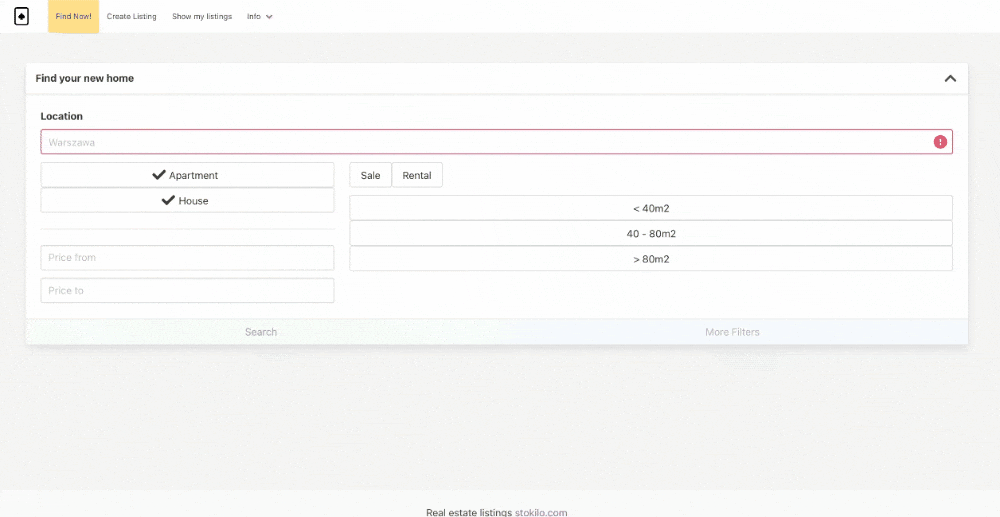 Find Now! Create Listing Show my listings Info
Find your new home
Location
Warszawa
Apartment
House
Sale Rental
< 40m2
40 - 80m2
> 80m2
Price from
Price to
Search More Filters
Real estate listings stokilo.com